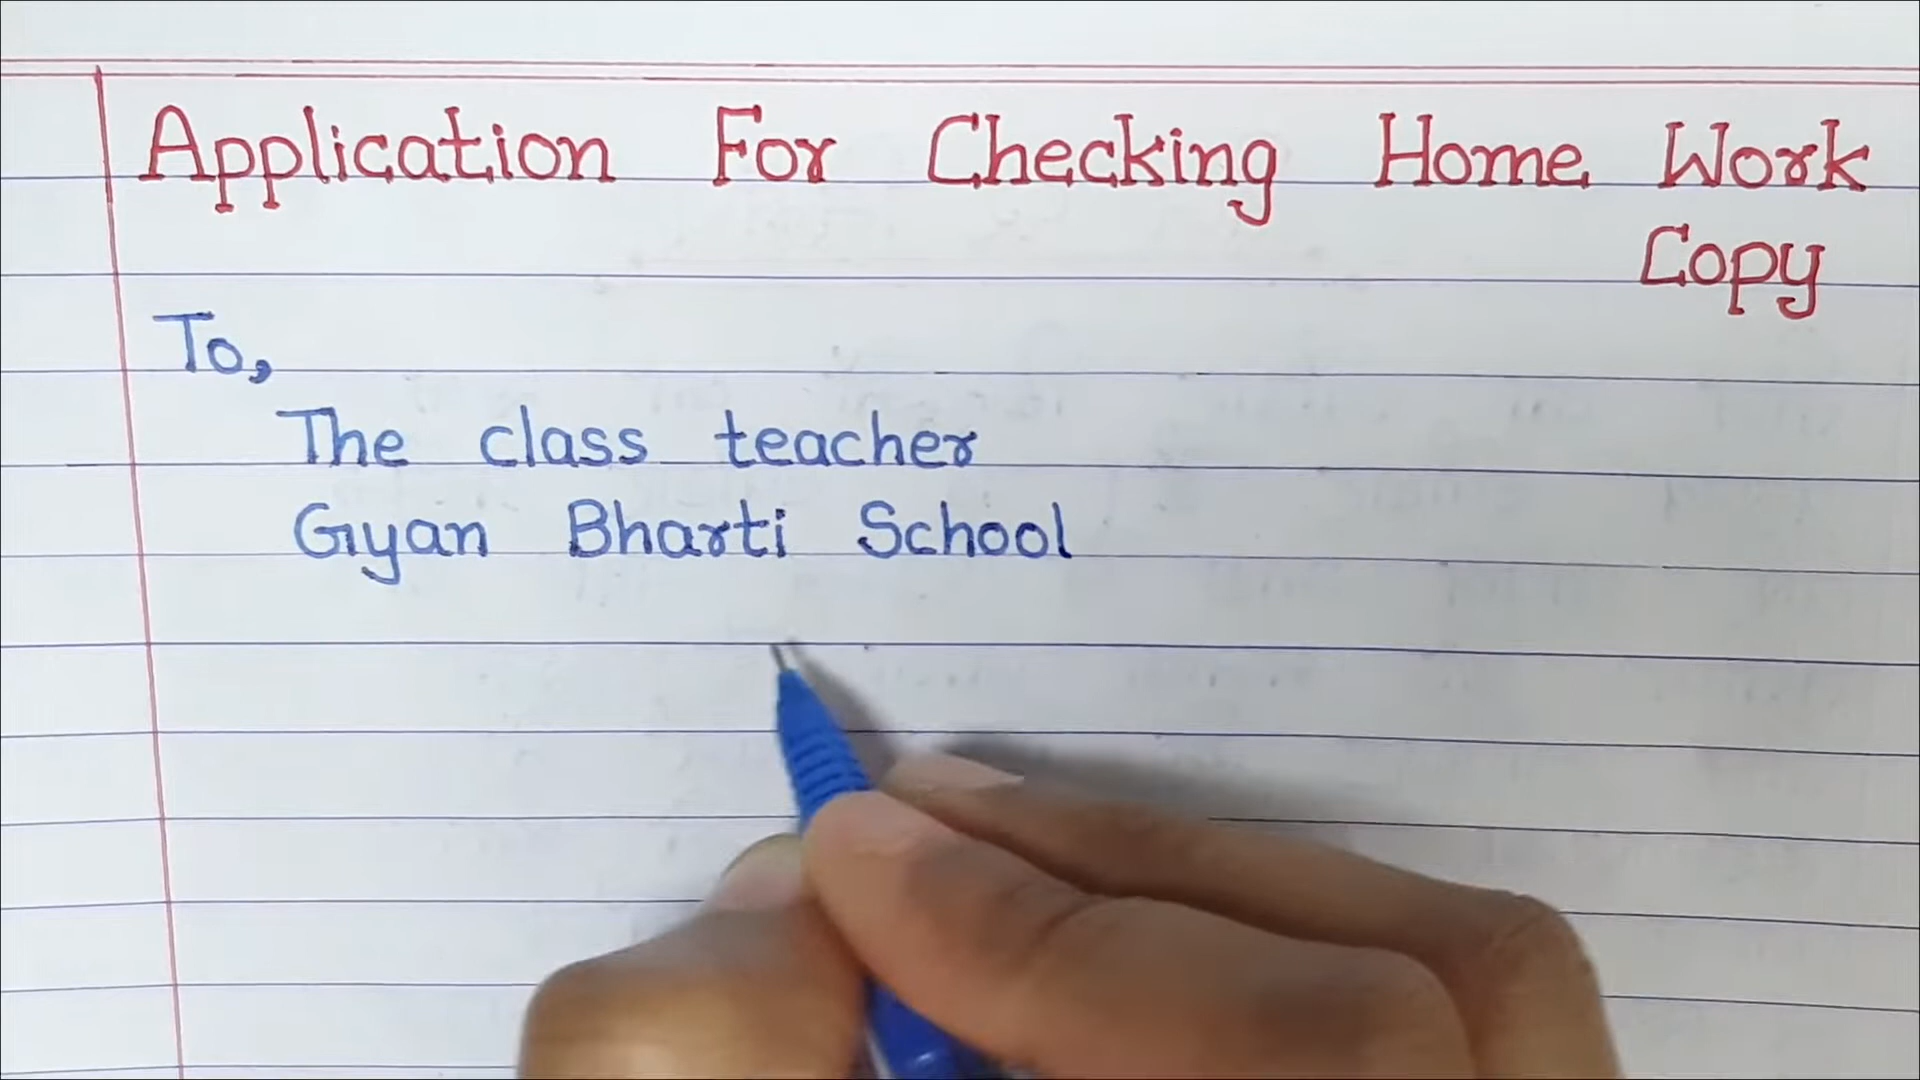 Application For Checking Home Work
Copy
To,
The class teacher
Gyan Bharti School